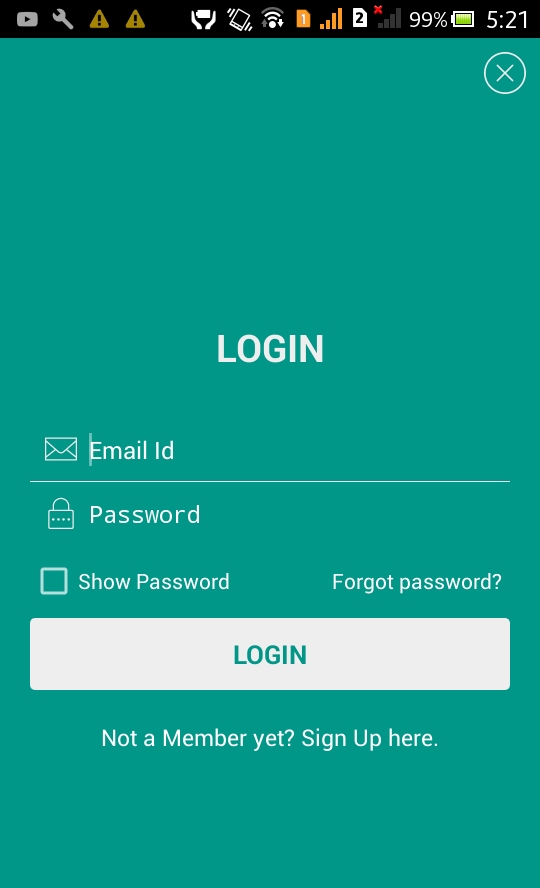 1 2 99% 5:21
LOGIN
Email Id
Password
Show Password Forgot password?
LOGIN
Not a Member yet? Sign Up here.